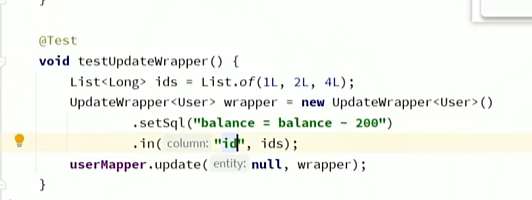 }
@Test
void testUpdateWrapper() {
List<Long> ids = List.of(1L, 2L, 4L);
UpdateWrapper<User> wrapper = new UpdateWrapper<User>()
.setSql("balance = balance - 200")
.in( column: "id", ids);
userMapper.update( entity: null, wrapper);
}